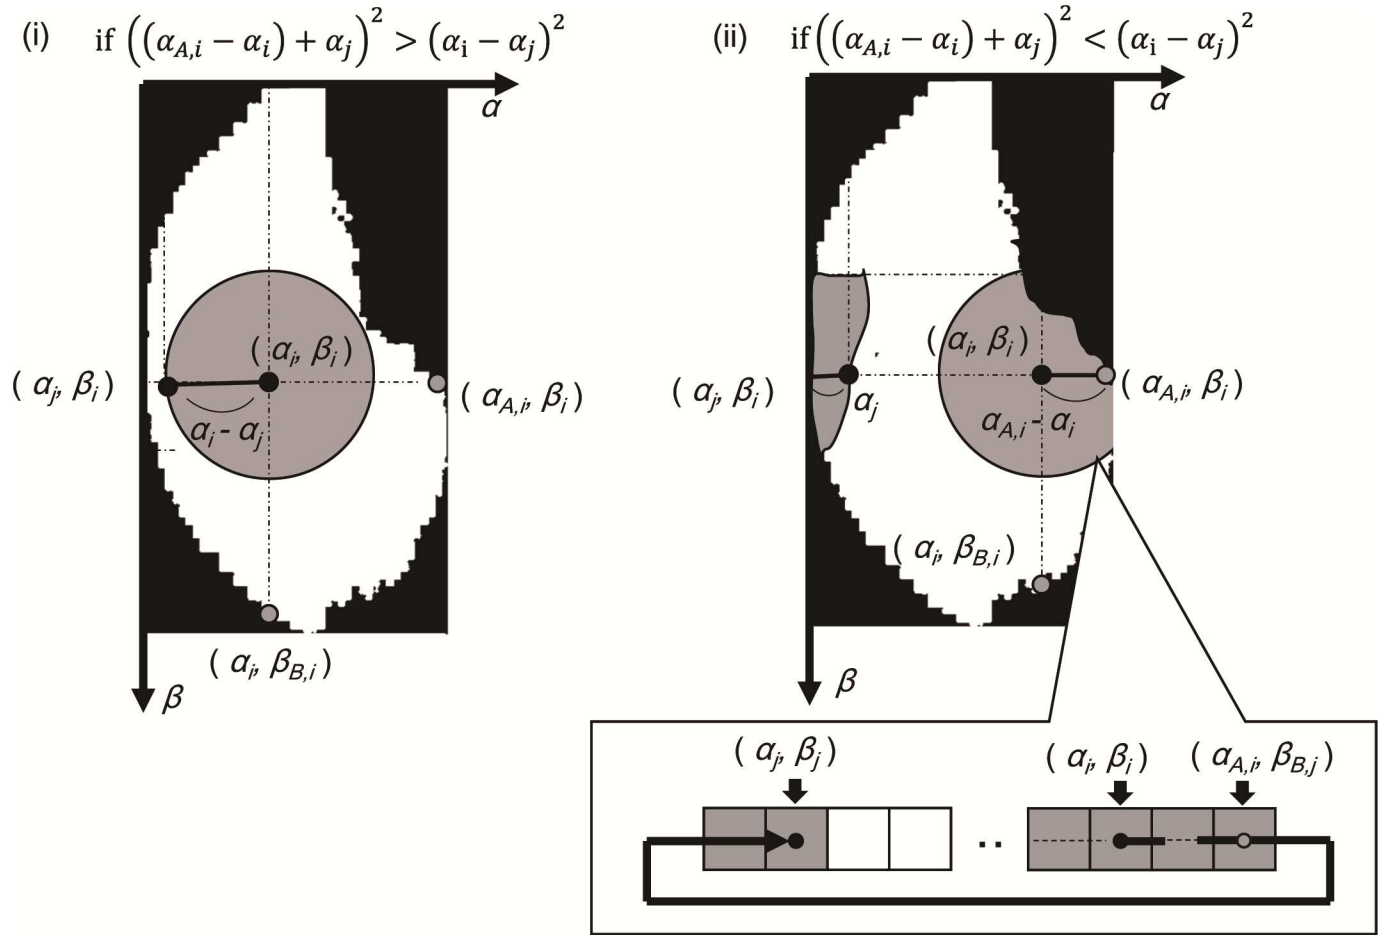 (i) if ((α_{A,i} − α_i) + α_j)^2 > (α_i − α_j)^2
α
(α_i, β_i)
(α_j, β_i)
(α_{A,i}, β_i)
α_i - α_j
(α_i, β_{B,i})
β
(ii) if((α_{A,i} − α_i) + α_j)^2 < (α_i − α_j)^2
α
(α_i, β_i)
(α_j, β_i)
α_j
(α_{A,i}, β_i)
α_{A,i} - α_i
(α_i, β_{B,i})
β
(α_j, β_j) (α_i, β_i) (α_{A,i}, β_{B,j})
..